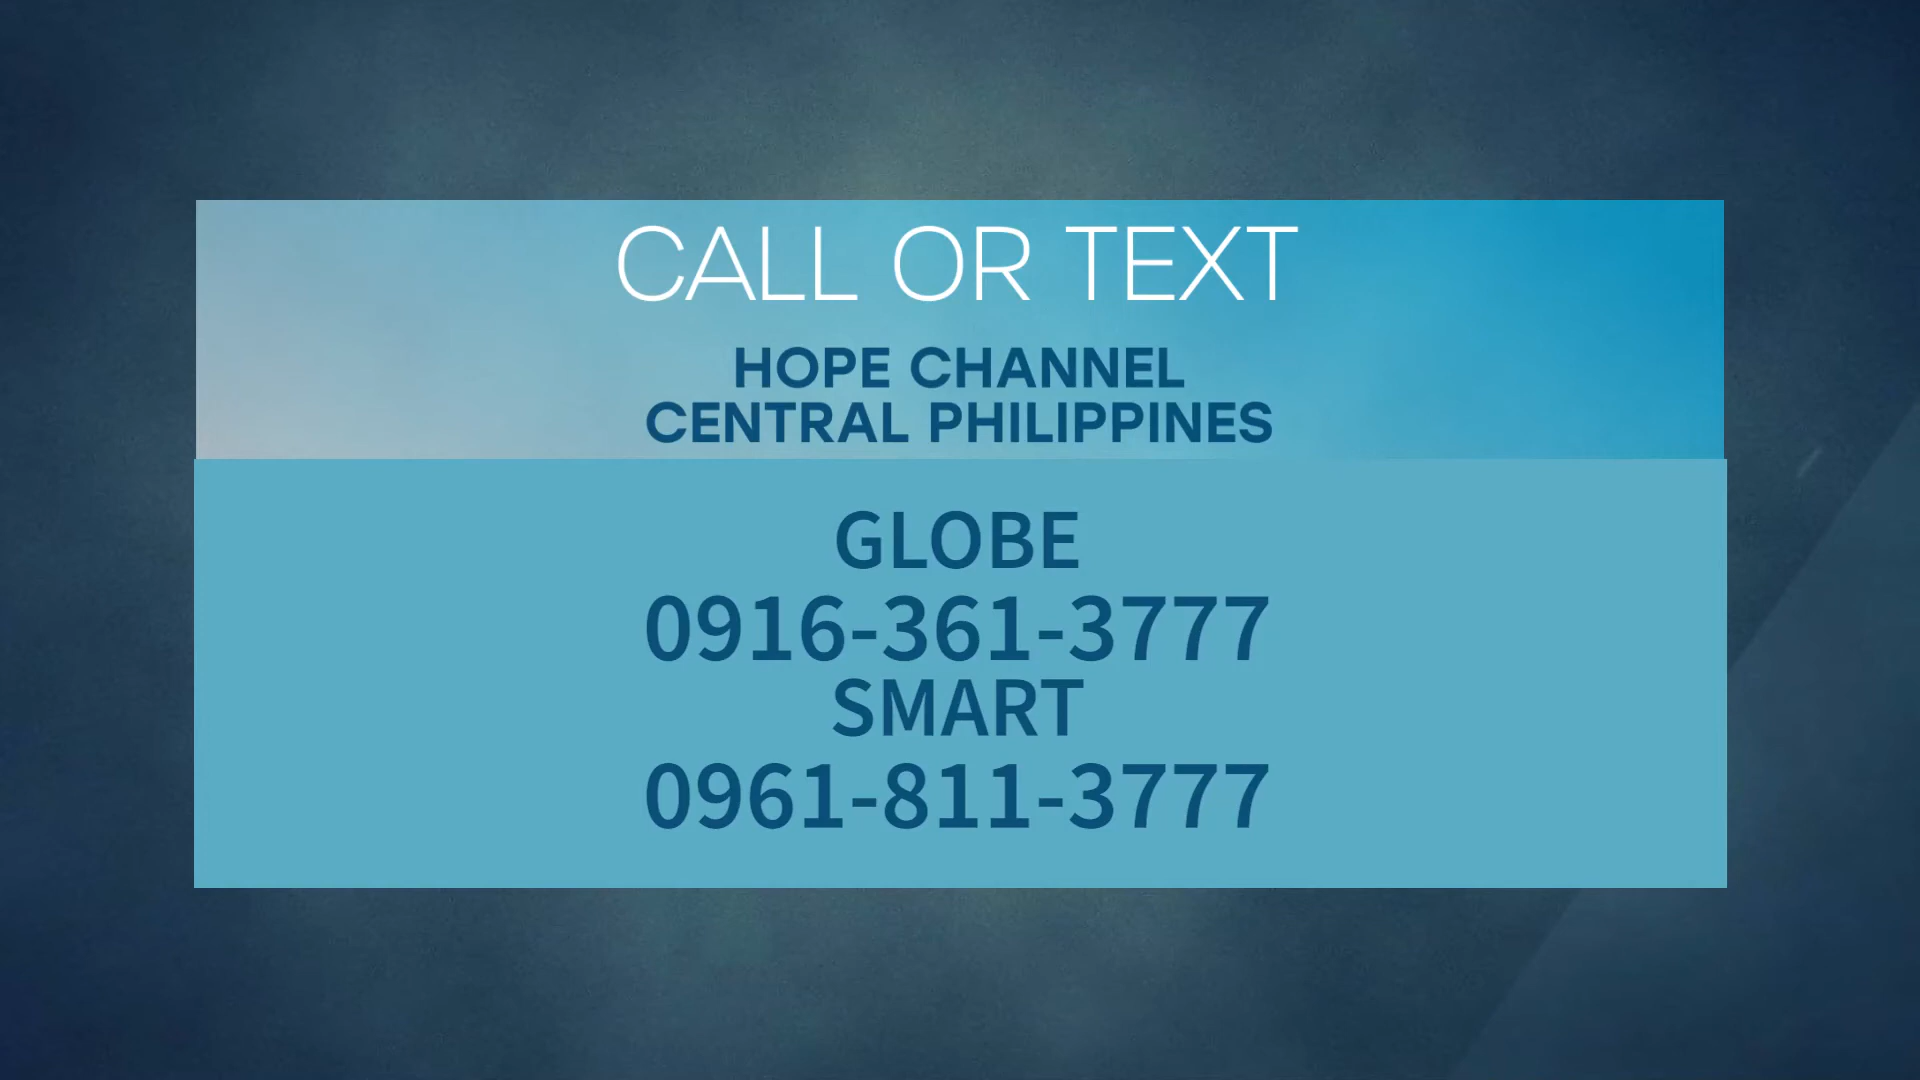 CALL OR TEXT
HOPE CHANNEL
CENTRAL PHILIPPINES
GLOBE
0916-361-3777
SMART
0961-811-3777